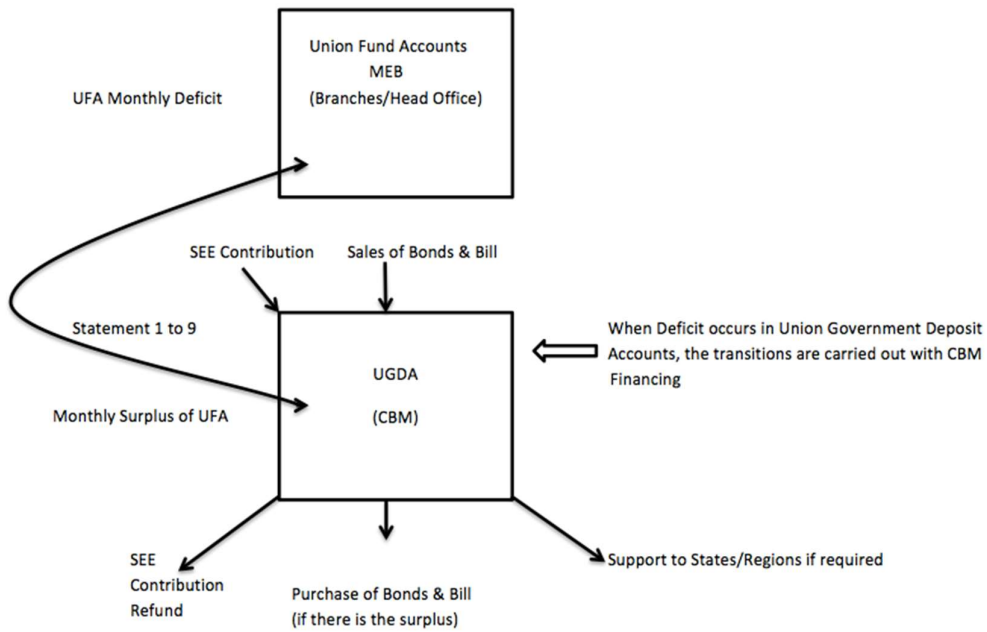 Union Fund Accounts
MEB
(Branches/Head Office)
UFA Monthly Deficit
SEE Contribution
Sales of Bonds & Bill
Statement 1 to 9
When Deficit occurs in Union Government Deposit
Accounts, the transitions are carried out with CBM
Financing
UGDA
(CBM)
Monthly Surplus of UFA
SEE
Contribution
Refund
Purchase of Bonds & Bill
(if there is the surplus)
Support to States/Regions if required